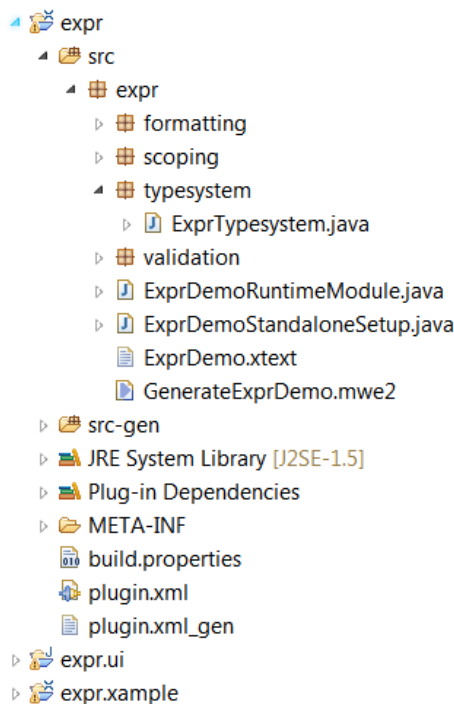 expr
src
expr
formatting
scoping
typesystem
ExprTypesystem.java
validation
ExprDemoRuntimeModule.java
ExprDemoStandaloneSetup.java
ExprDemo.xtext
GenerateExprDemo.mwe2
src-gen
JRE System Library [J2SE-1.5]
Plug-in Dependencies
META-INF
build.properties
plugin.xml
plugin.xml_gen
expr.ui
expr.xample